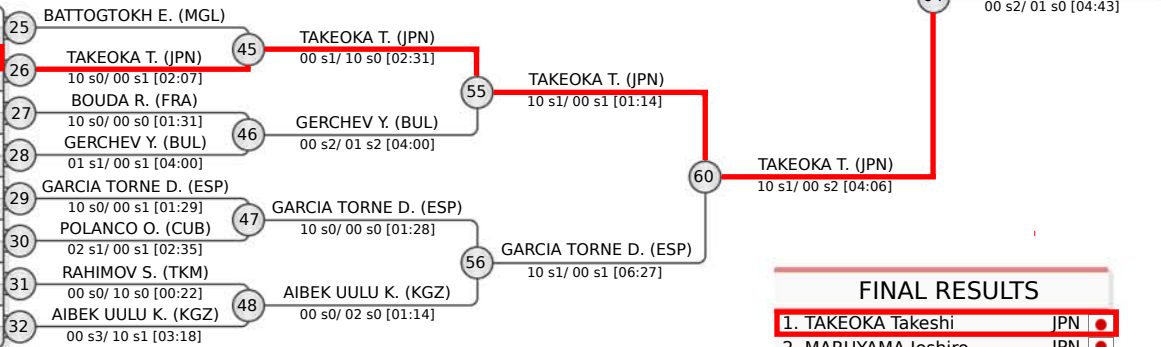 00 s2/ 01 s0 [04:43]
25
BATTOGTOKH E. (MGL)
45
TAKEOKA T. (JPN)
00 s1/ 10 s0 [02:31]
26
TAKEOKA T. (JPN)
10 s0/ 00 s1 [02:07]
55
TAKEOKA T. (JPN)
10 s1/ 00 s1 [01:14]
27
BOUDA R. (FRA)
10 s0/ 00 s0 [01:31]
46
GERCHEV Y. (BUL)
00 s2/ 01 s2 [04:00]
28
GERCHEV Y. (BUL)
01 s1/ 00 s1 [04:00]
60
TAKEOKA T. (JPN)
10 s1/ 00 s2 [04:06]
29
GARCIA TORNE D. (ESP)
10 s0/ 00 s1 [01:29]
47
GARCIA TORNE D. (ESP)
10 s0/ 00 s0 [01:28]
30
POLANCO O. (CUB)
02 s1/ 00 s1 [02:35]
56
GARCIA TORNE D. (ESP)
10 s1/ 00 s1 [06:27]
31
RAHIMOV S. (TKM)
00 s0/ 10 s0 [00:22]
48
AIBEK UULU K. (KGZ)
00 s0/ 02 s0 [01:14]
32
AIBEK UULU K. (KGZ)
00 s3/ 10 s1 [03:18]
FINAL RESULTS
1. TAKEOKA Takeshi JPN
2. MARUYAMA Joshiro JPN